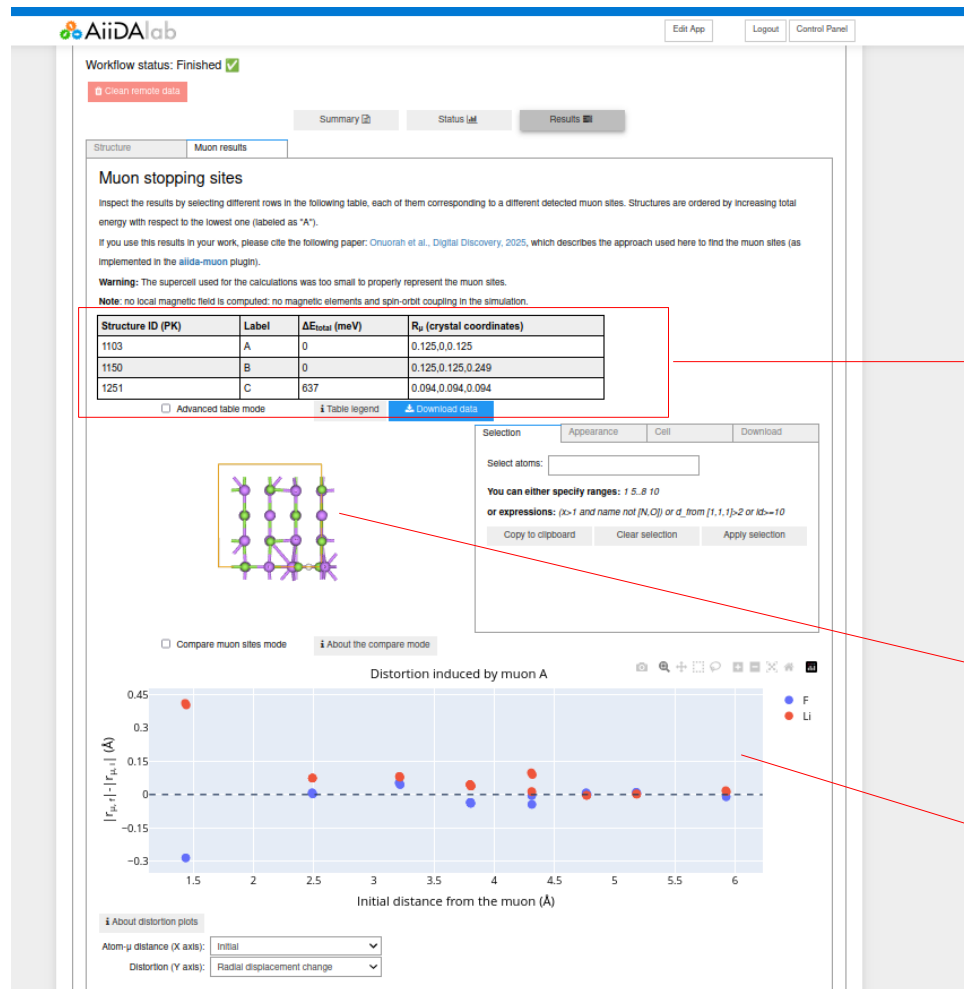 AiiDAlab
Edit App
Logout
Control Panel
Workflow status: Finished ✅
Clean remote data
Summary
Status
Results
Structure
Muon results
Muon stopping sites
Inspect the results by selecting different rows in the following table, each of them corresponding to a different detected muon sites. Structures are ordered by increasing total
energy with respect to the lowest one (labeled as "A").
If you use this results in your work, please cite the following paper: Onuorah et al., Digital Discovery, 2025, which describes the approach used here to find the muon sites (as
implemented in the aiida-muon plugin).
Warning: The supercell used for the calculations was too small to properly represent the muon sites.
Note: no local magnetic field is computed: no magnetic elements and spin-orbit coupling in the simulation.
Structure ID (PK) Label ΔEtotal (meV) Rμ (crystal coordinates)
1103 A 0 0.125,0,0.125
1150 B 0 0.125,0.125,0.249
1251 C 637 0.094,0.094,0.094
Advanced table mode
i Table legend
Download data
Selection
Appearance
Cell
Download
Select atoms:
You can either specify ranges: 1 5..8 10
or expressions: (x>1 and name not [N,O]) or d_from [1,1,1]>2 or id>=10
Copy to clipboard
Clear selection
Apply selection
Compare muon sites mode
i About the compare mode
Distortion induced by muon A
0.45
0.3
0.15
0
−0.15
−0.3
|rμ,f| - |rμ,i| (Å)
F
Li
1.5 2 2.5 3 3.5 4 4.5 5 5.5 6
Initial distance from the muon (Å)
i About distortion plots
Atom-μ distance (X axis): Initial
Distortion (Y axis): Radial displacement change